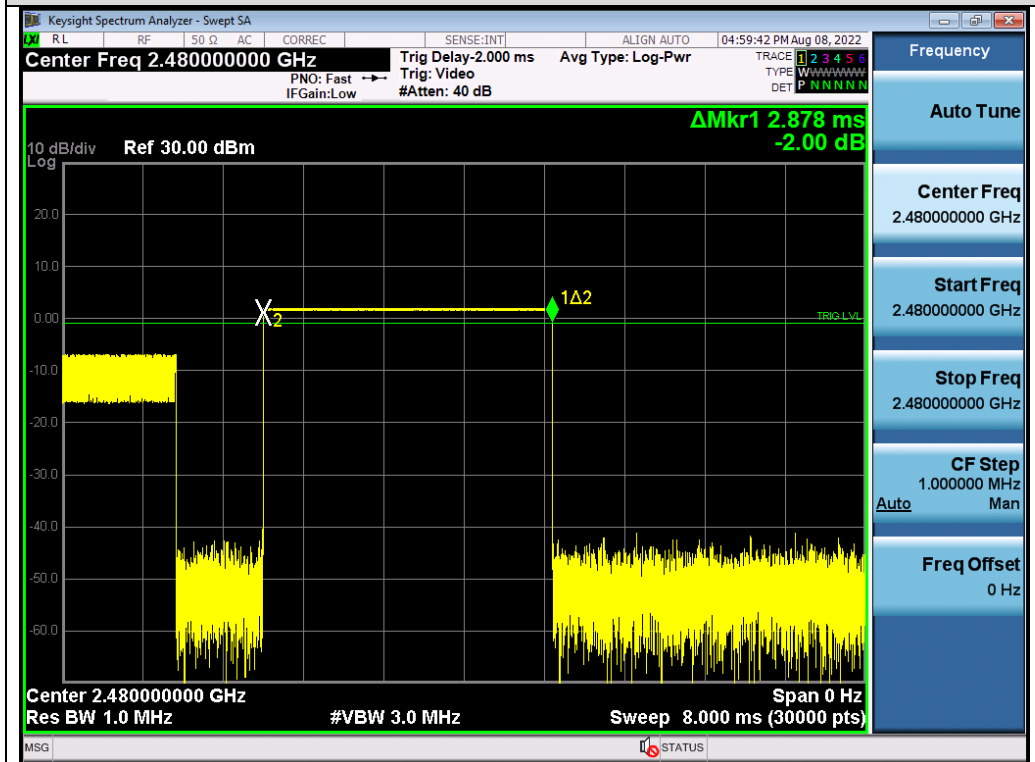 Keysight Spectrum Analyzer - Swept SA
LXI RL RF 50 Ω AC CORREC SENSE:INT ALIGN AUTO 04:59:42 PM Aug 08, 2022
Center Freq 2.480000000 GHz
PNO: Fast
IFGain:Low
Trig Delay-2.000 ms
Trig: Video
#Atten: 40 dB
Avg Type: Log-Pwr
TRACE 1 2 3 4 5 6
TYPE WWWWWWW
DET P N N N N N
ΔMkr1 2.878 ms
-2.00 dB
10 dB/div Ref 30.00 dBm
Log
20.0
10.0
0.00
-10.0
-20.0
-30.0
-40.0
-50.0
-60.0
2
1Δ2
TRIG LVL
Center 2.480000000 GHz Span 0 Hz
Res BW 1.0 MHz #VBW 3.0 MHz Sweep 8.000 ms (30000 pts)
MSG STATUS
Frequency
Auto Tune
Center Freq
2.480000000 GHz
Start Freq
2.480000000 GHz
Stop Freq
2.480000000 GHz
CF Step
1.000000 MHz
Auto Man
Freq Offset
0 Hz